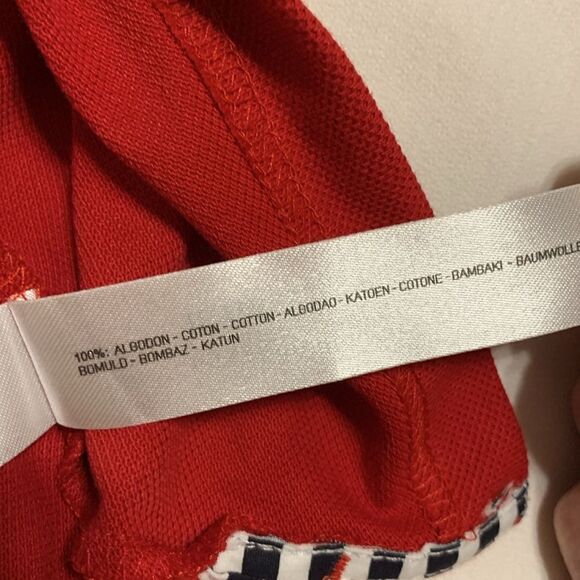 100%: ALGODON - COTON - COTTON - ALGODAO - KATOEN - COTONE - BAMBAKI - BAUMWOLLE
BOMULD - BOMBAZ - KATUN